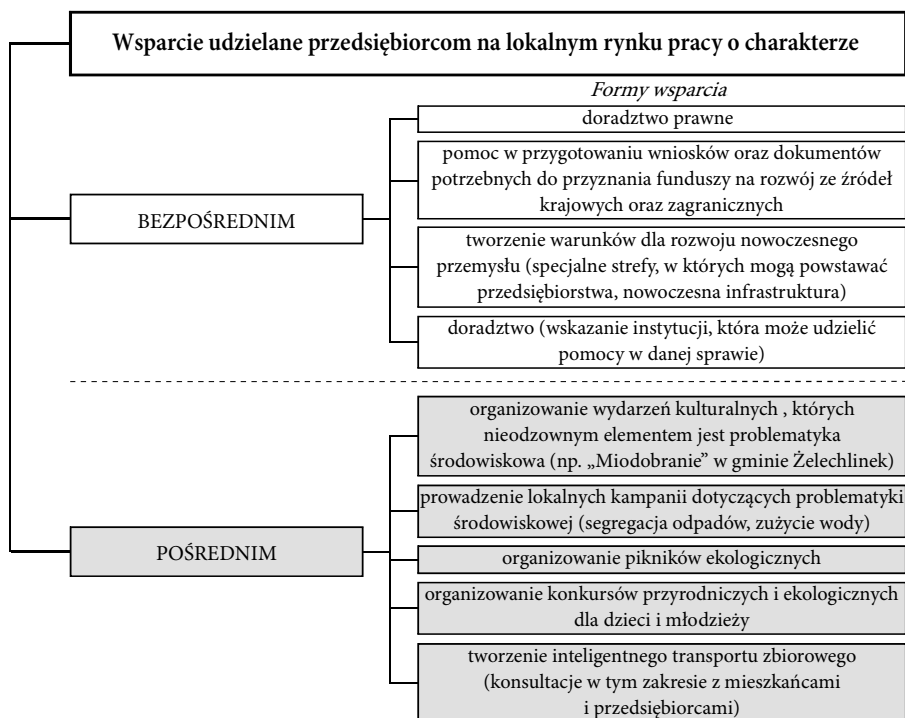 Wsparcie udzielane przedsiębiorcom na lokalnym rynku pracy o charakterze
Formy wsparcia
BEZPOŚREDNIM
doradztwo prawne
pomoc w przygotowaniu wniosków oraz dokumentów
potrzebnych do przyznania funduszy na rozwój ze źródeł
krajowych oraz zagranicznych
tworzenie warunków dla rozwoju nowoczesnego
przemysłu (specjalne strefy, w których mogą powstawać
przedsiębiorstwa, nowoczesna infrastruktura)
doradztwo (wskazanie instytucji, która może udzielić
pomocy w danej sprawie)
POŚREDNIM
organizowanie wydarzeń kulturalnych , których
nieodzownym elementem jest problematyka
środowiskowa (np. „Miodobranie” w gminie Żelechlinek)
prowadzenie lokalnych kampanii dotyczących problematyki
środowiskowej (segregacja odpadów, zużycie wody)
organizowanie pikników ekologicznych
organizowanie konkursów przyrodniczych i ekologicznych
dla dzieci i młodzieży
tworzenie inteligentnego transportu zbiorowego
(konsultacje w tym zakresie z mieszkańcami
i przedsiębiorcami)